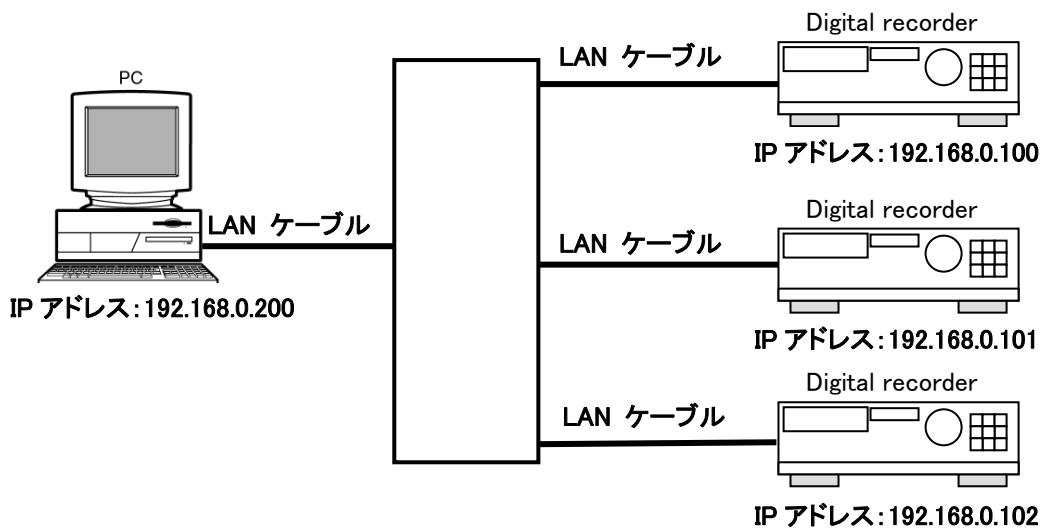 Digital recorder
LAN ケーブル
IP アドレス：192.168.0.100
PC
LAN ケーブル
IP アドレス：192.168.0.200
Digital recorder
LAN ケーブル
IP アドレス：192.168.0.101
Digital recorder
LAN ケーブル
IP アドレス：192.168.0.102